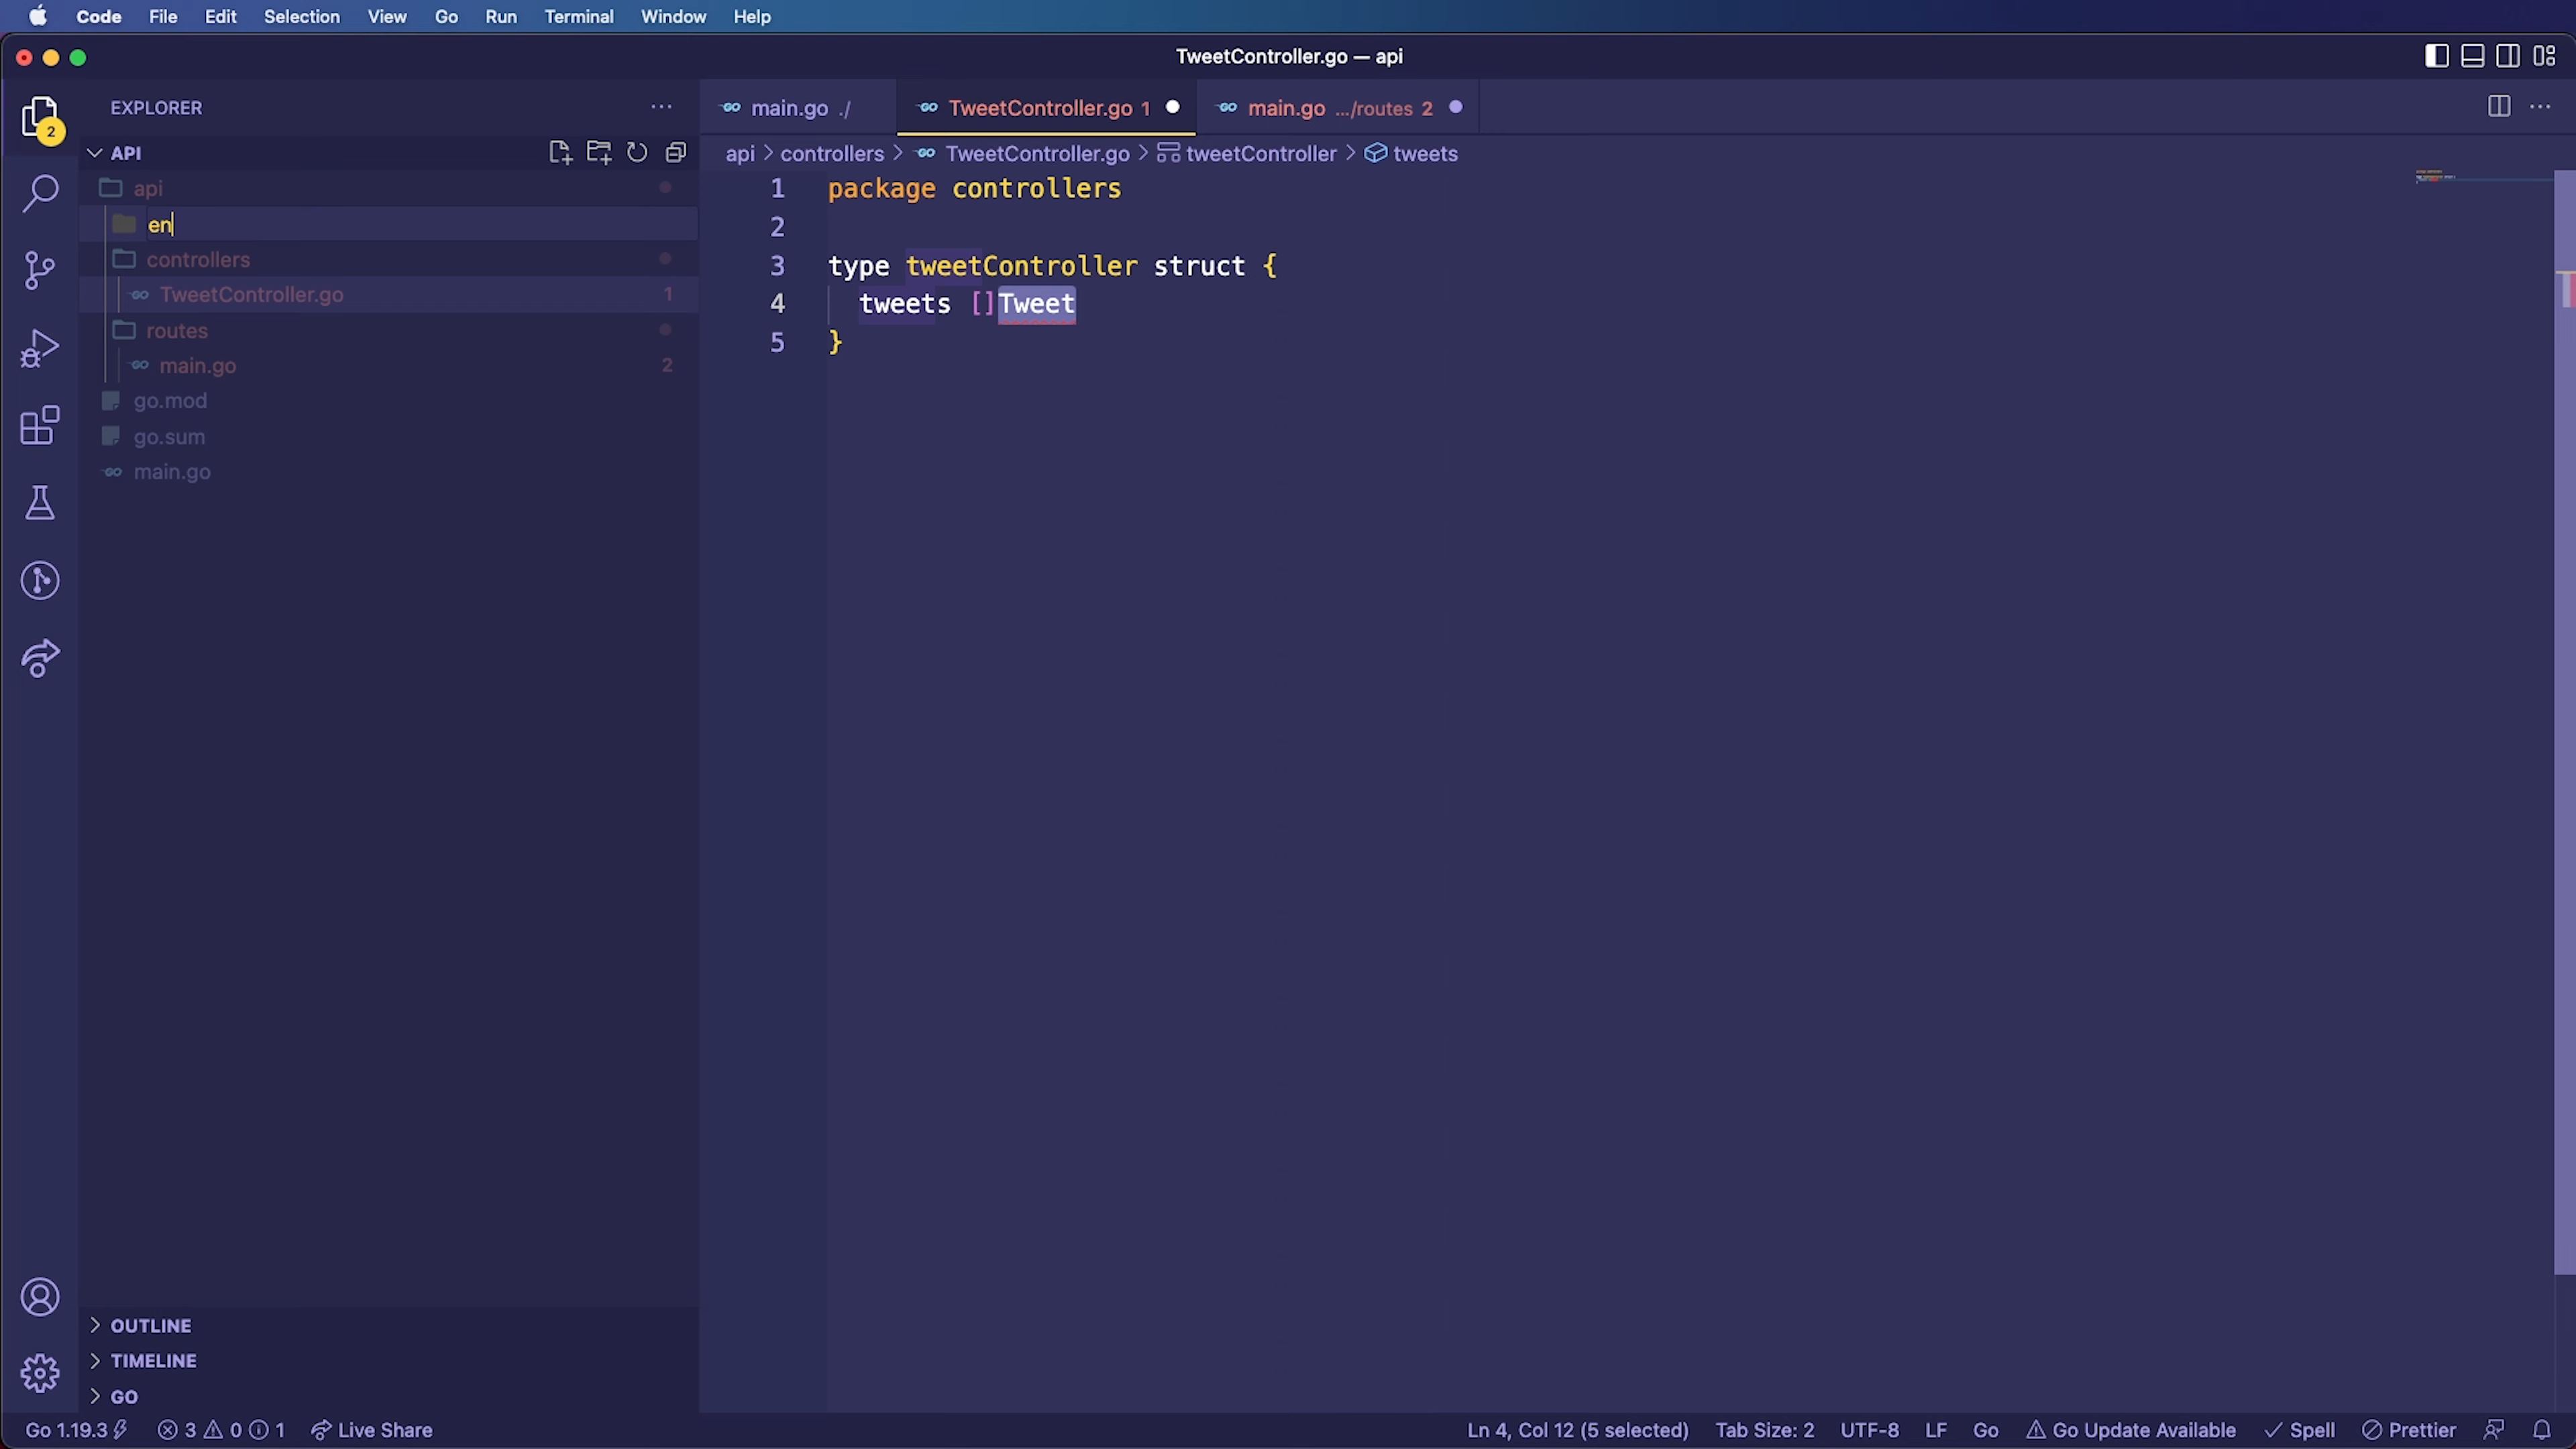 Code File Edit Selection View Go Run Terminal Window Help
TweetController.go — api
EXPLORER
main.go ./
TweetController.go 1
main.go .../routes 2
2
API
api > controllers > TweetController.go > tweetController > tweets
api
en
controllers
TweetController.go 1
routes
main.go 2
go.mod
go.sum
main.go
1 package controllers
2
3 type tweetController struct {
4 tweets []Tweet
5 }
OUTLINE
TIMELINE
GO
Go 1.19.3 3 0 1 Live Share
Ln 4, Col 12 (5 selected) Tab Size: 2 UTF-8 LF Go Go Update Available Spell Prettier